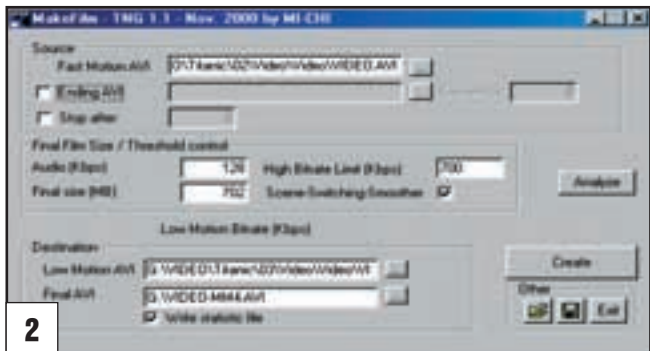 MakeFilm - TNG 1.1 - Nov. 2000 by MI-CHI
Source
Fast Motion AVI
Ending AVI
Stop after
Final Film Size / Threshold control
Audio (Kbps) 128 High Bitrate Limit (Kbps) 700
Final size (MB) 702 Scene-Switching Smoother
Analyze
Low Motion Bitrate (Kbps)
Destination
Low Motion AVI
Create
Final AVI
Other
Write statistic file
Exit
2